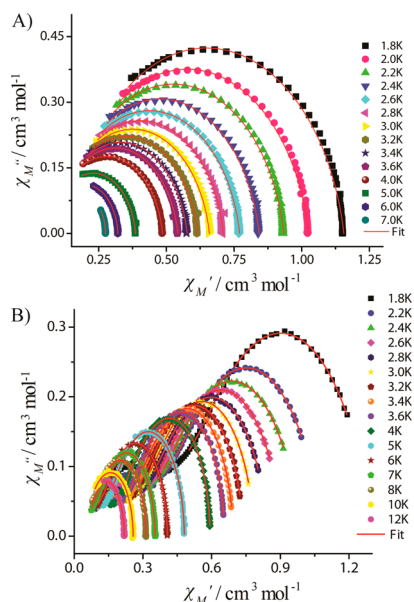 A)
0.45
0.30
0.15
0.00
χM''/ cm³ mol⁻¹
0.25 0.50 0.75 1.00 1.25
χM' / cm³ mol⁻¹
1.8K
2.0K
2.2K
2.4K
2.6K
2.8K
3.0K
3.2K
3.4K
3.6K
4.0K
5.0K
6.0K
7.0K
Fit
B)
0.3
0.2
0.1
0.0
χM''/ cm³ mol⁻¹
0.0 0.3 0.6 0.9 1.2
χM' / cm³ mol⁻¹
1.8K
2.2K
2.4K
2.6K
2.8K
3.0K
3.2K
3.4K
3.6K
4K
5K
6K
7K
8K
10K
12K
Fit